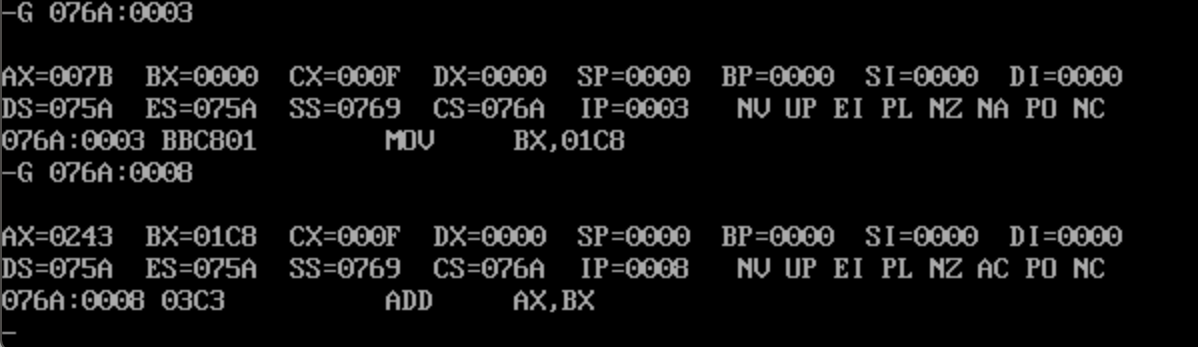 -G 076A:0003
AX=007B BX=0000 CX=000F DX=0000 SP=0000 BP=0000 SI=0000 DI=0000
DS=075A ES=075A SS=0769 CS=076A IP=0003 NV UP EI PL NZ NA PO NC
076A:0003 BBC801 MOV BX,01C8
-G 076A:0008
AX=0243 BX=01C8 CX=000F DX=0000 SP=0000 BP=0000 SI=0000 DI=0000
DS=075A ES=075A SS=0769 CS=076A IP=0008 NV UP EI PL NZ AC PO NC
076A:0008 03C3 ADD AX,BX
-